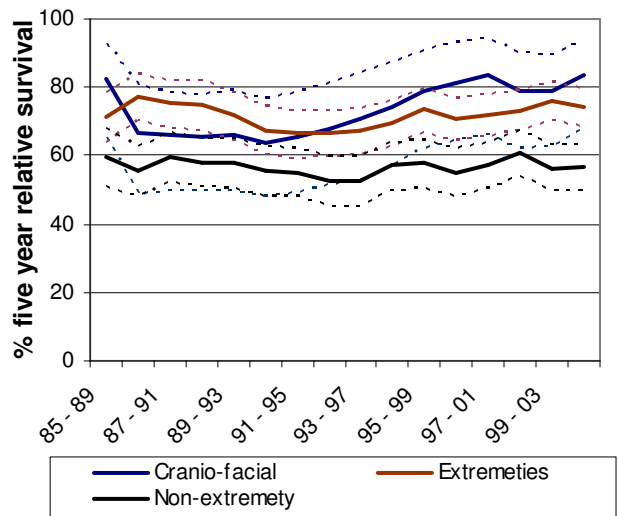 % five year relative survival
100
80
60
40
20
0
85 - 89
87 - 91
89 - 93
91 - 95
93 - 97
95 - 99
97 - 01
99 - 03
Cranio-facial
Extremeties
Non-extremety